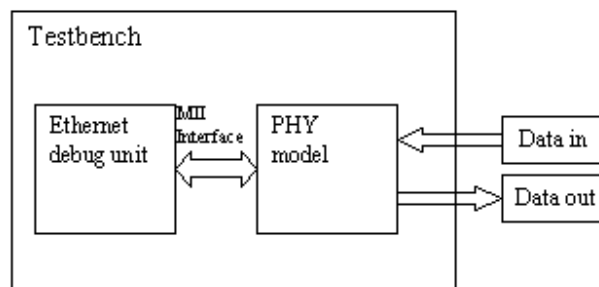 Testbench
Ethernet
debug unit
MII
Interface
PHY
model
Data in
Data out